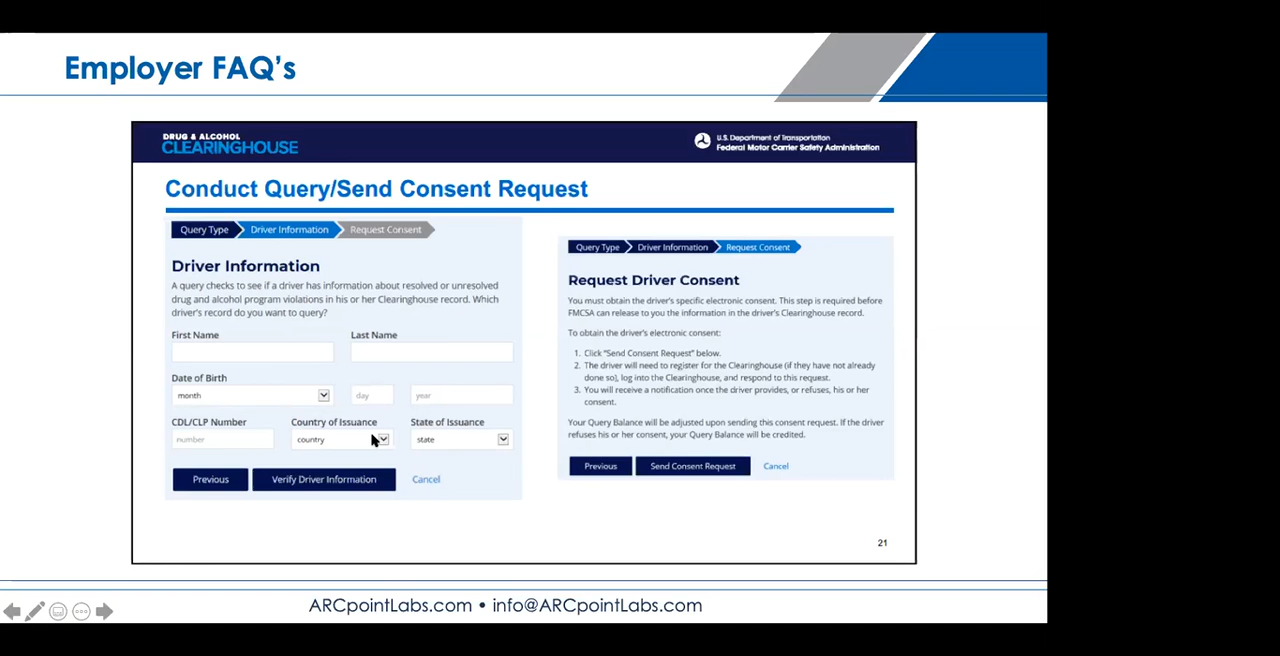 Employer FAQ's
DRUG & ALCOHOL
CLEARINGHOUSE
U.S. Department of Transportation
Federal Motor Carrier Safety Administration
Conduct Query/Send Consent Request
Query Type
Driver Information
Request Consent
Driver Information
A query checks to see if a driver has information about resolved or unresolved
drug and alcohol program violations in his or her Clearinghouse record. Which
driver's record do you want to query?
First Name
Last Name
Date of Birth
month
day
year
CDL/CLP Number
Country of Issuance
State of Issuance
number
country
state
Previous
Verify Driver Information
Cancel
Query Type
Driver Information
Request Consent
Request Driver Consent
You must obtain the driver's specific electronic consent. This step is required before
FMCSA can release to you the information in the driver's Clearinghouse record.
To obtain the driver's electronic consent:
1. Click "Send Consent Request" below.
2. The driver will need to register for the Clearinghouse (if they have not already
done so), log into the Clearinghouse, and respond to this request.
3. You will receive a notification once the driver provides, or refuses, his or her
consent.
Your Query Balance will be adjusted upon sending this consent request. If the driver
refuses his or her consent, your Query Balance will be credited.
Previous
Send Consent Request
Cancel
21
ARCpointLabs.com • info@ARCpointLabs.com